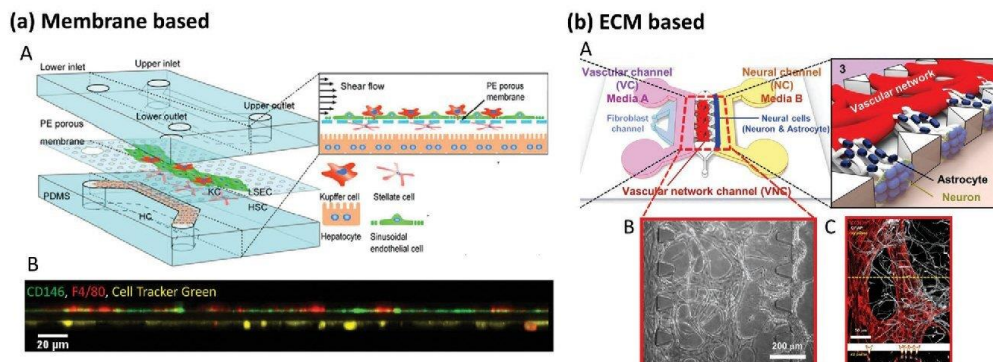 (a) Membrane based
A
Lower inlet
Upper inlet
Upper outlet
Lower outlet
PE porous
membrane
PDMS
HC
KC
LSEC
HSC
Shear flow
PE porous
membrane
Kupffer cell
Stellate cell
Hepatocyte
Sinusoidal
endothelial cell
B
CD146, F4/80, Cell Tracker Green
20 μm
(b) ECM based
A
Vascular channel
(VC)
Media A
Neural channel
(NC)
Media B
Fibroblast
channel
Neural cells
(Neuron & Astrocyte)
Vascular network channel (VNC)
3
Vascular network
Astrocyte
Neuron
B
200 μm
C